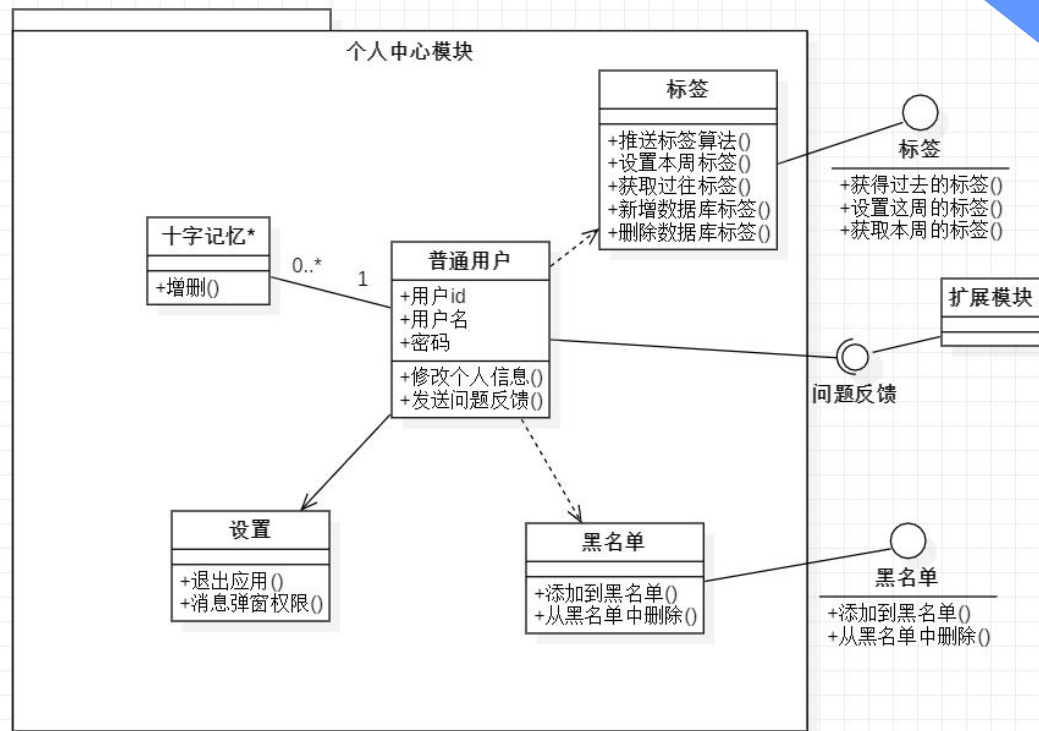 个人中心模块
标签
+推送标签算法()
+设置本周标签()
+获取过往标签()
+新增数据库标签()
+删除数据库标签()
标签
+获得过去的标签()
+设置这周的标签()
+获取本周的标签()
十字记忆*
+增删()
0..*
1
普通用户
+用户id
+用户名
+密码
+修改个人信息()
+发送问题反馈()
扩展模块
问题反馈
设置
+退出应用()
+消息弹窗权限()
黑名单
+添加到黑名单()
+从黑名单中删除()
黑名单
+添加到黑名单()
+从黑名单中删除()